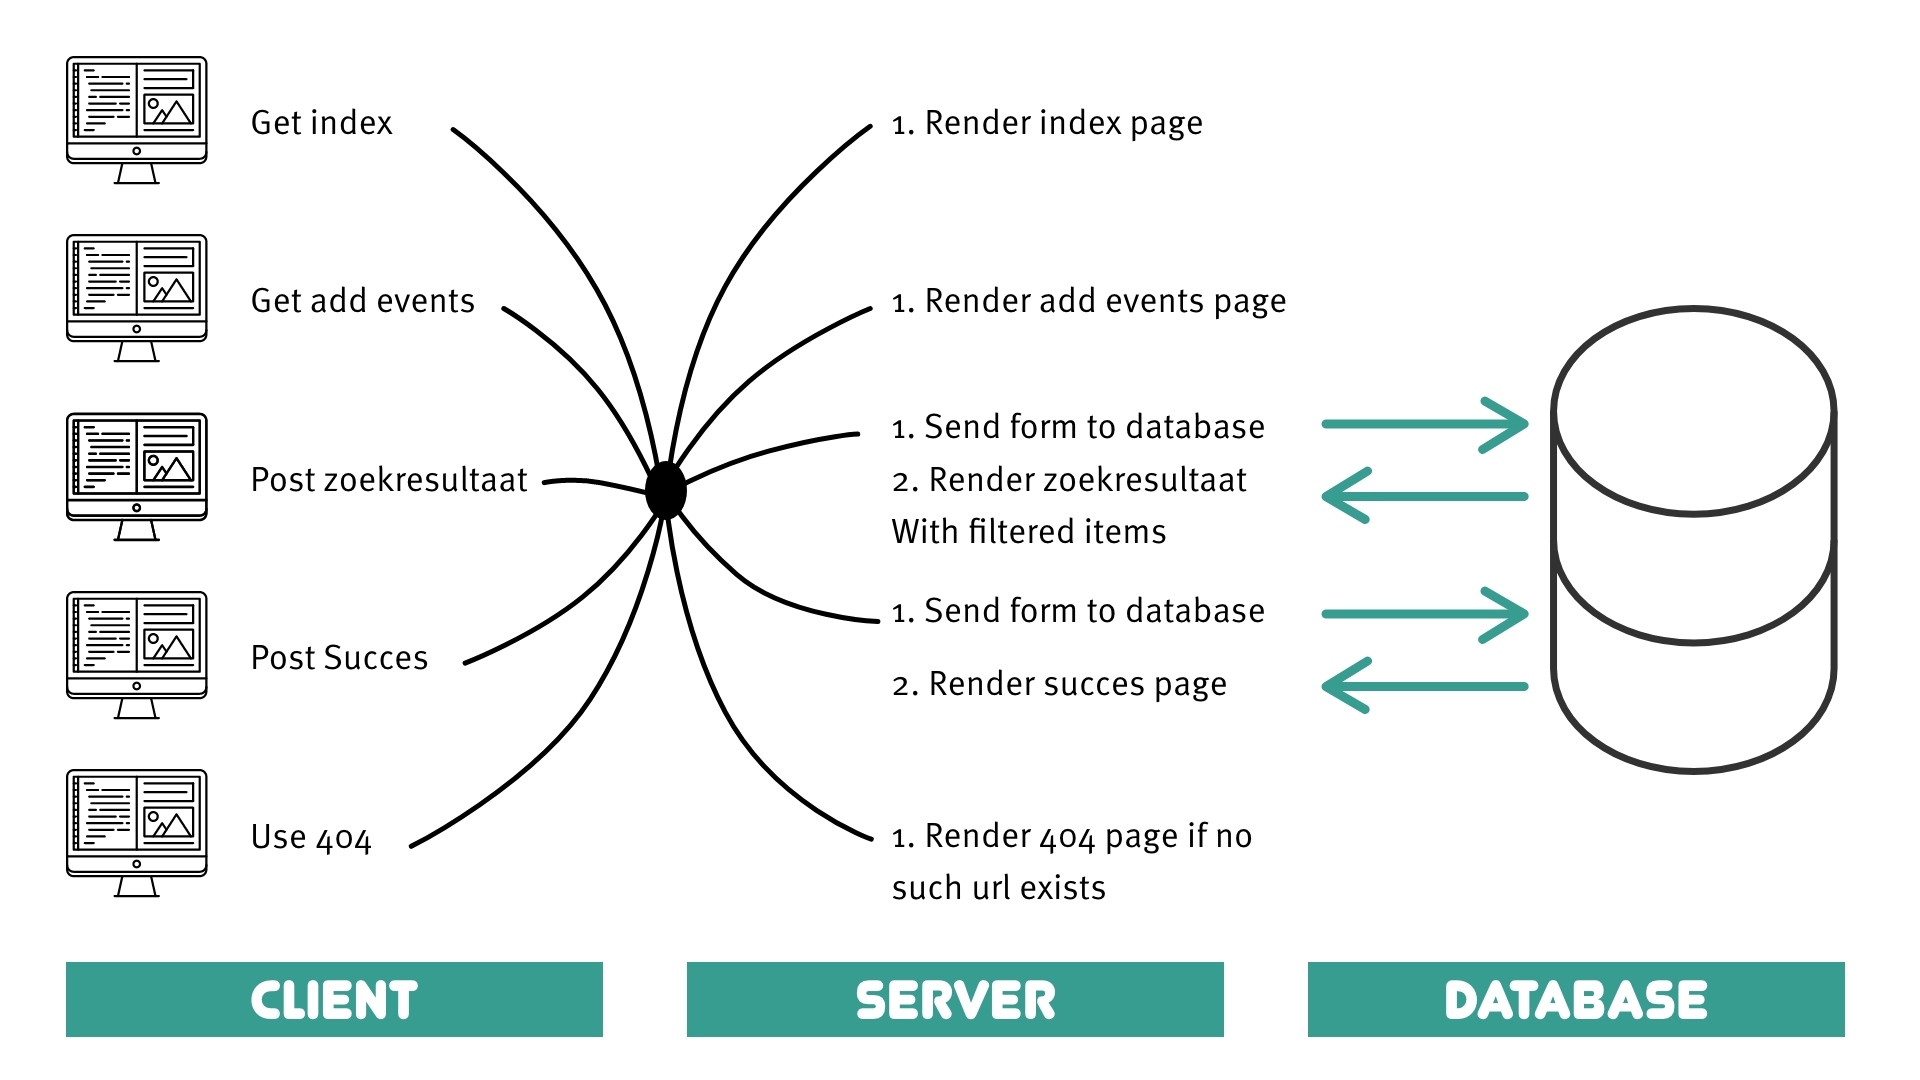 Get index
1. Render index page
Get add events
1. Render add events page
Post zoekresultaat
1. Send form to database
2. Render zoekresultaat
With filtered items
Post Succes
1. Send form to database
2. Render succes page
Use 404
1. Render 404 page if no
such url exists
CLIENT
SERVER
DATABASE